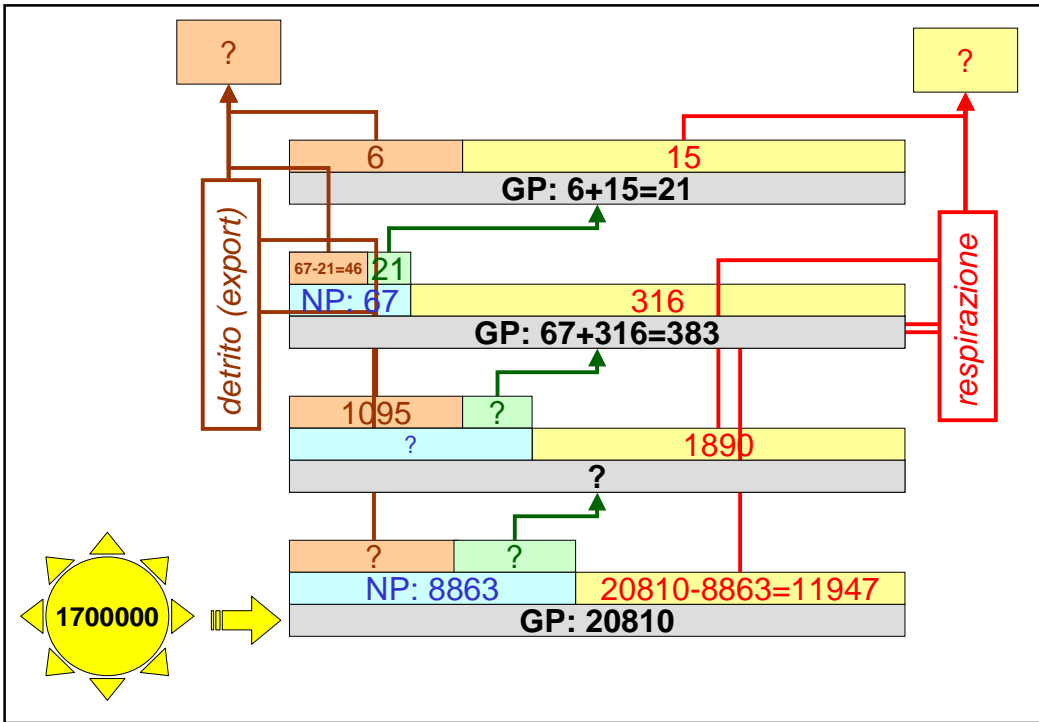 ?
?
6
15
GP: 6+15=21
67-21=46
21
NP: 67
316
GP: 67+316=383
detrito (export)
respirazione
1095
?
?
1890
?
?
?
NP: 8863
20810-8863=11947
GP: 20810
1700000